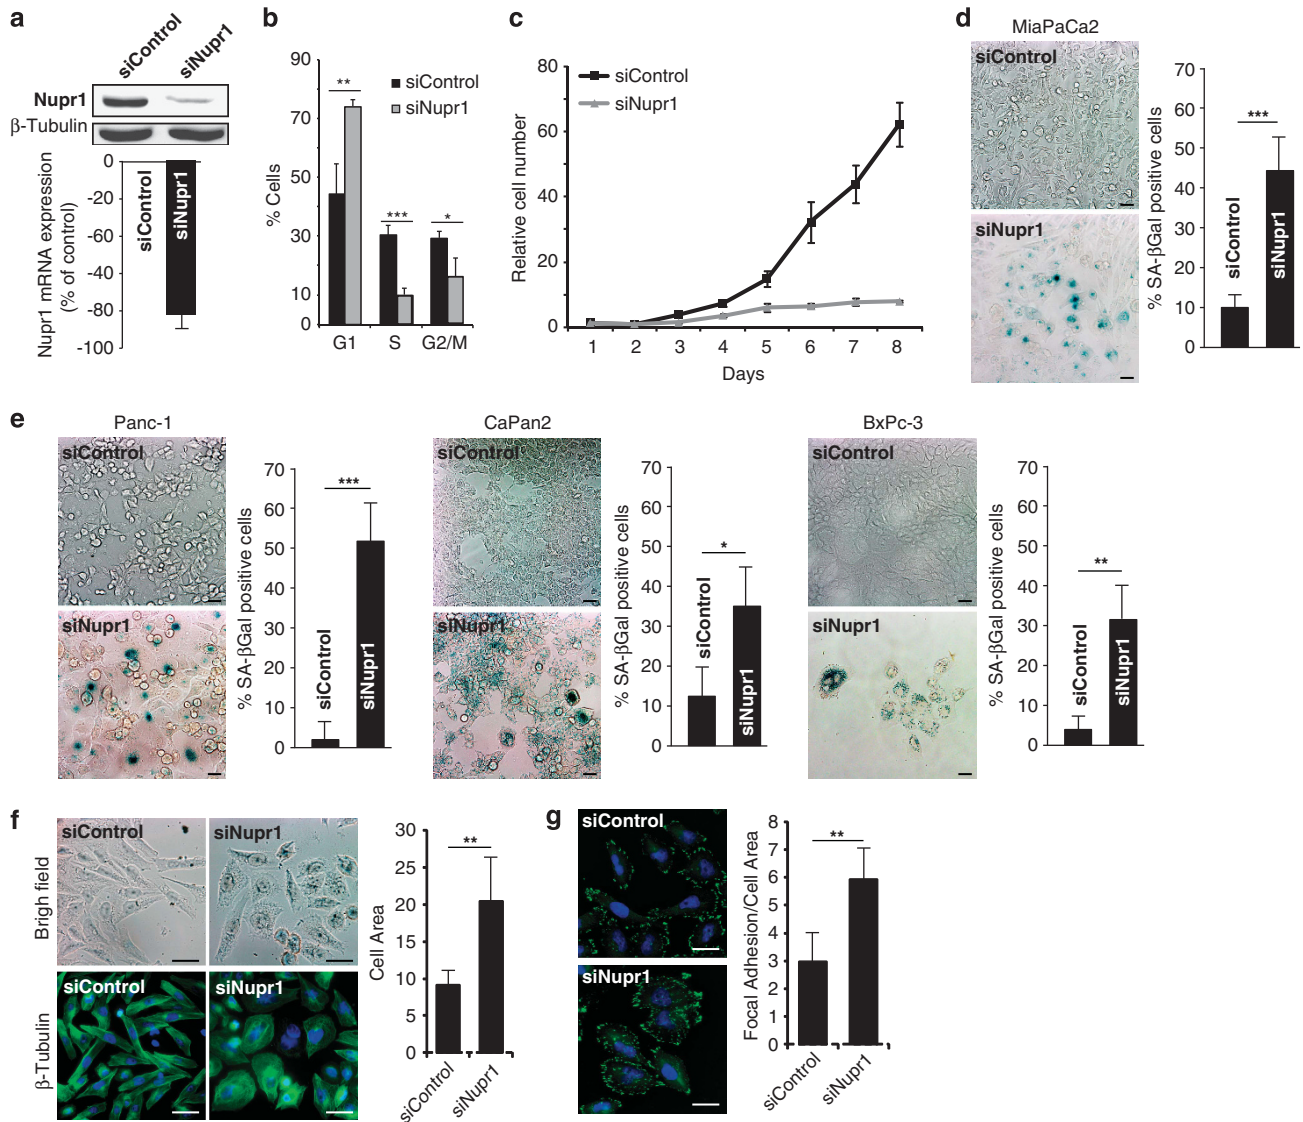 a
siControl
siNupr1
Nupr1
β-Tubulin
Nupr1 mRNA expression
(% of control)
0
-20
-40
-60
-80
-100
siControl
siNupr1
b
% Cells
90
70
50
30
10
0
**
***
*
siControl
siNupr1
G1 S G2/M
c
Relative cell number
80
60
40
20
0
siControl
siNupr1
1 2 3 4 5 6 7 8
Days
d
MiaPaCa2
siControl
siNupr1
% SA-βGal positive cells
70
60
50
40
30
20
10
0
***
siControl
siNupr1
e
Panc-1
siControl
siNupr1
% SA-βGal positive cells
70
60
50
40
30
20
10
0
***
siControl
siNupr1
CaPan2
siControl
siNupr1
% SA-βGal positive cells
70
60
50
40
30
20
10
0
*
siControl
siNupr1
BxPc-3
siControl
siNupr1
% SA-βGal positive cells
70
60
50
40
30
20
10
0
**
siControl
siNupr1
f
Brigh field
siControl
siNupr1
β-Tubulin
siControl
siNupr1
Cell Area
30
25
20
15
10
5
0
**
siControl
siNupr1
g
siControl
siNupr1
Focal Adhesion/Cell Area
8
7
6
5
4
3
2
1
0
**
siControl
siNupr1